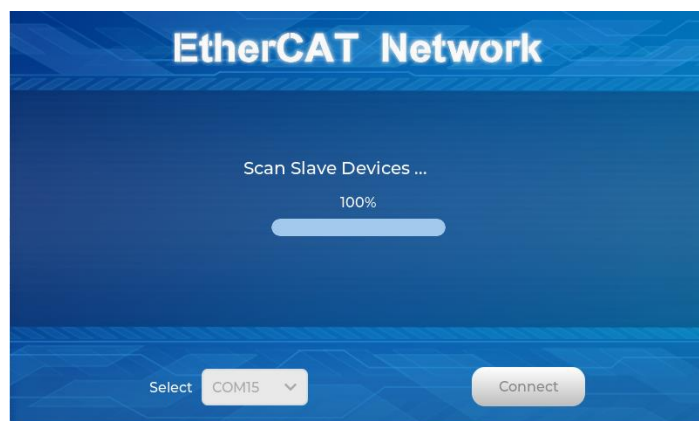 EtherCAT Network
Scan Slave Devices ...
100%
Select COM15 Connect